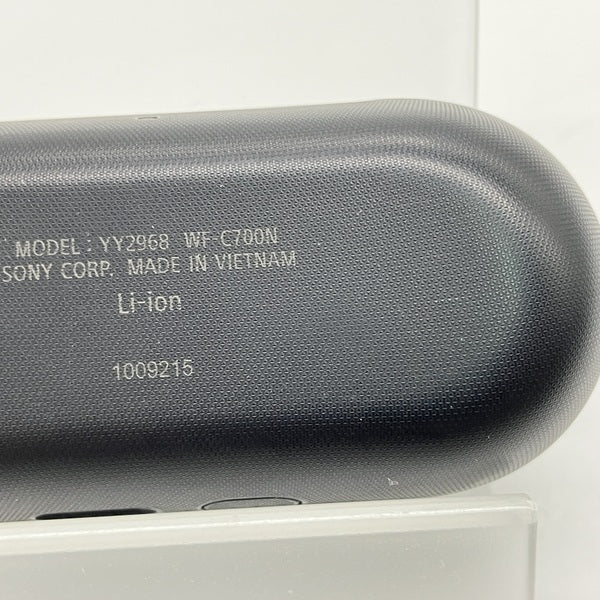 MODEL : YY2968 WF-C700N
SONY CORP. MADE IN VIETNAM
Li-ion
1009215